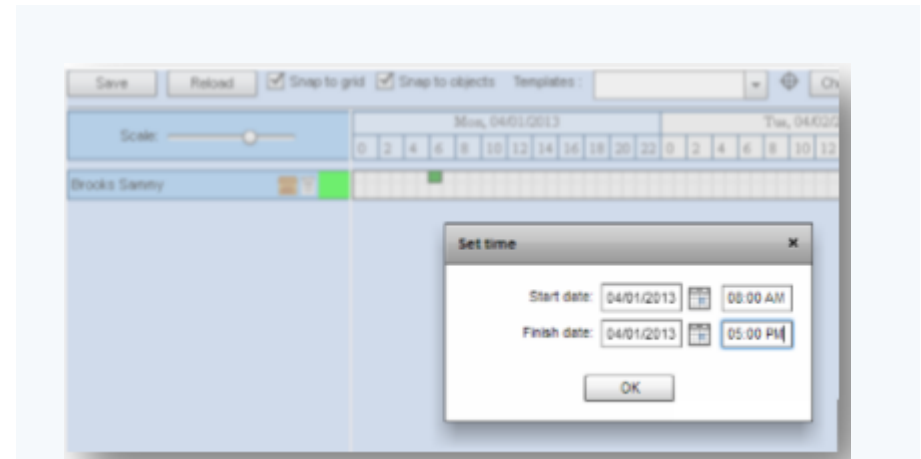 Save Reload Snap to grid Snap to objects Templates :
Mon, 04/01/2013 Tue, 04/02/2
Scale:
0 2 4 6 8 10 12 14 16 18 20 22 0 2 4 6 8 10 12
Brooks Sammy
Set time ×
Start date: 04/01/2013 08:00 AM
Finish date: 04/01/2013 05:00 PM
OK